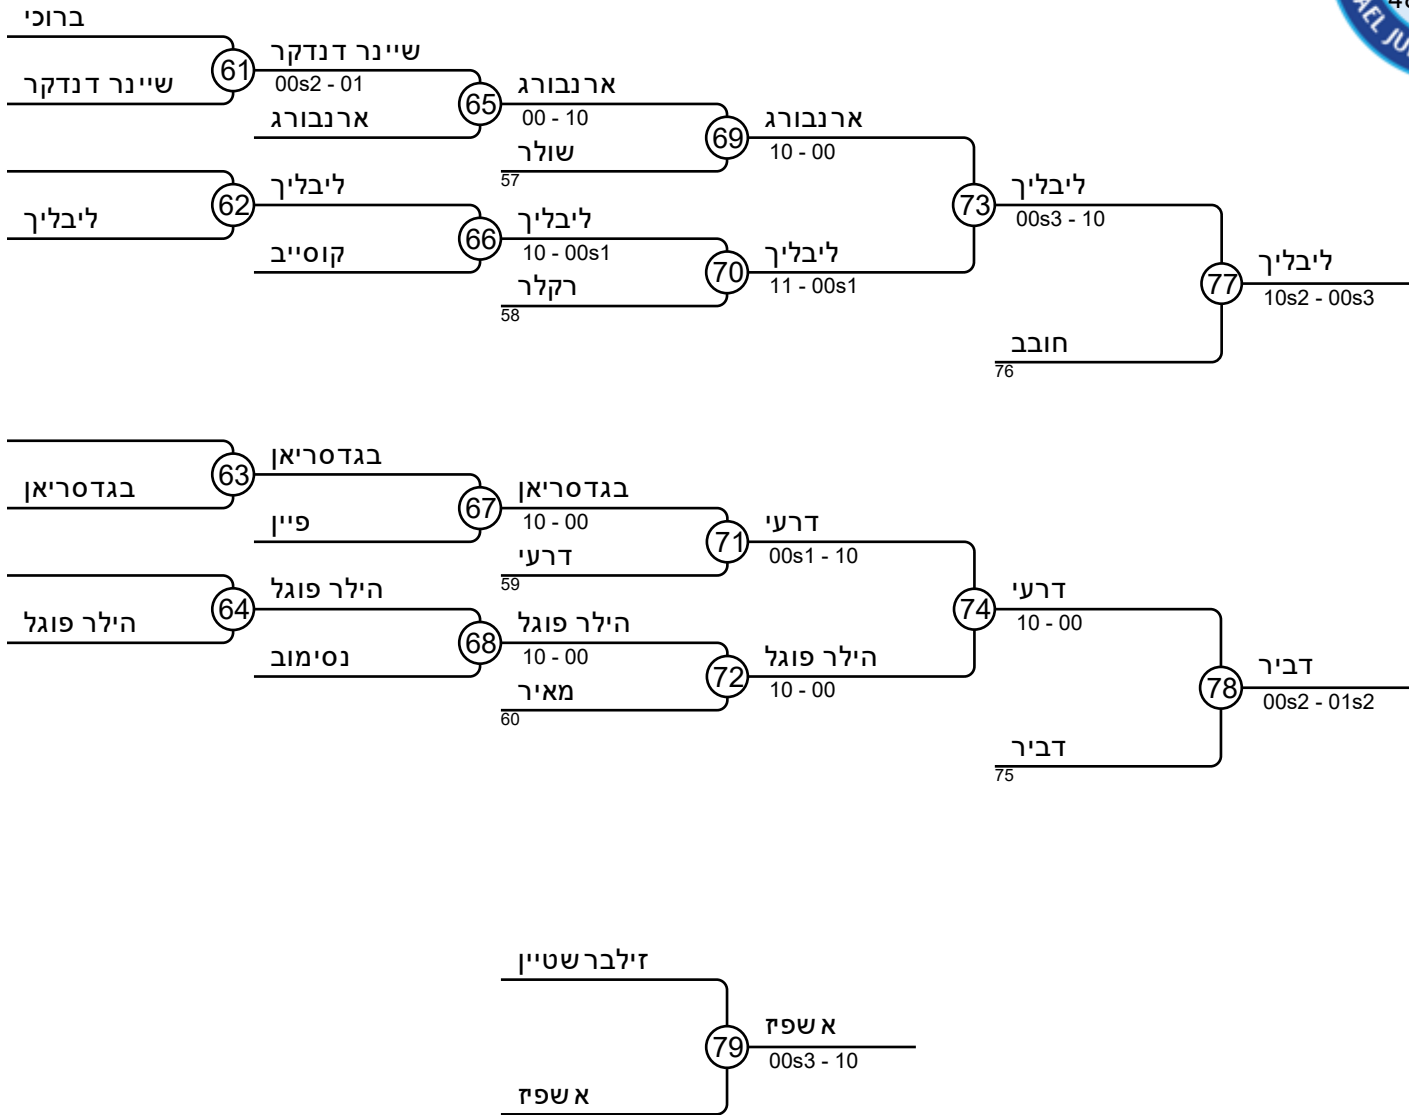 ברוכי
שיינר דנדקר
61
שיינר דנדקר
00s2 - 01
ארנבורג
65
ארנבורג
00 - 10
שולר
57
69
ארנבורג
10 - 00
62
ליבליך
ליבליך
קוסייב
66
ליבליך
10 - 00s1
רקלר
58
70
ליבליך
11 - 00s1
73
ליבליך
00s3 - 10
חובב
76
77
ליבליך
10s2 - 00s3
63
בגדסריאן
בגדסריאן
פיין
67
בגדסריאן
10 - 00
דרעי
59
71
דרעי
00s1 - 10
64
הילר פוגל
הילר פוגל
נסימוב
68
הילר פוגל
10 - 00
מאיר
60
72
הילר פוגל
10 - 00
74
דרעי
10 - 00
דביר
75
78
דביר
00s2 - 01s2
זילברשטיין
אשפיז
79
אשפיז
00s3 - 10